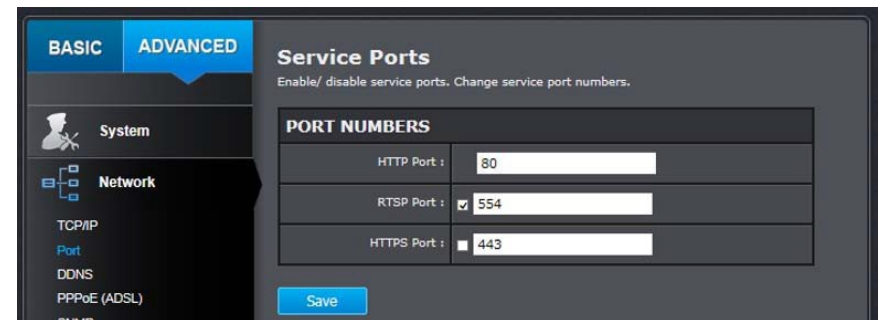 BASIC ADVANCED
Service Ports
Enable/ disable service ports. Change service port numbers.
System
Network
TCP/IP
Port
DDNS
PPPoE (ADSL)
PORT NUMBERS
HTTP Port : 80
RTSP Port : 554
HTTPS Port : 443
Save